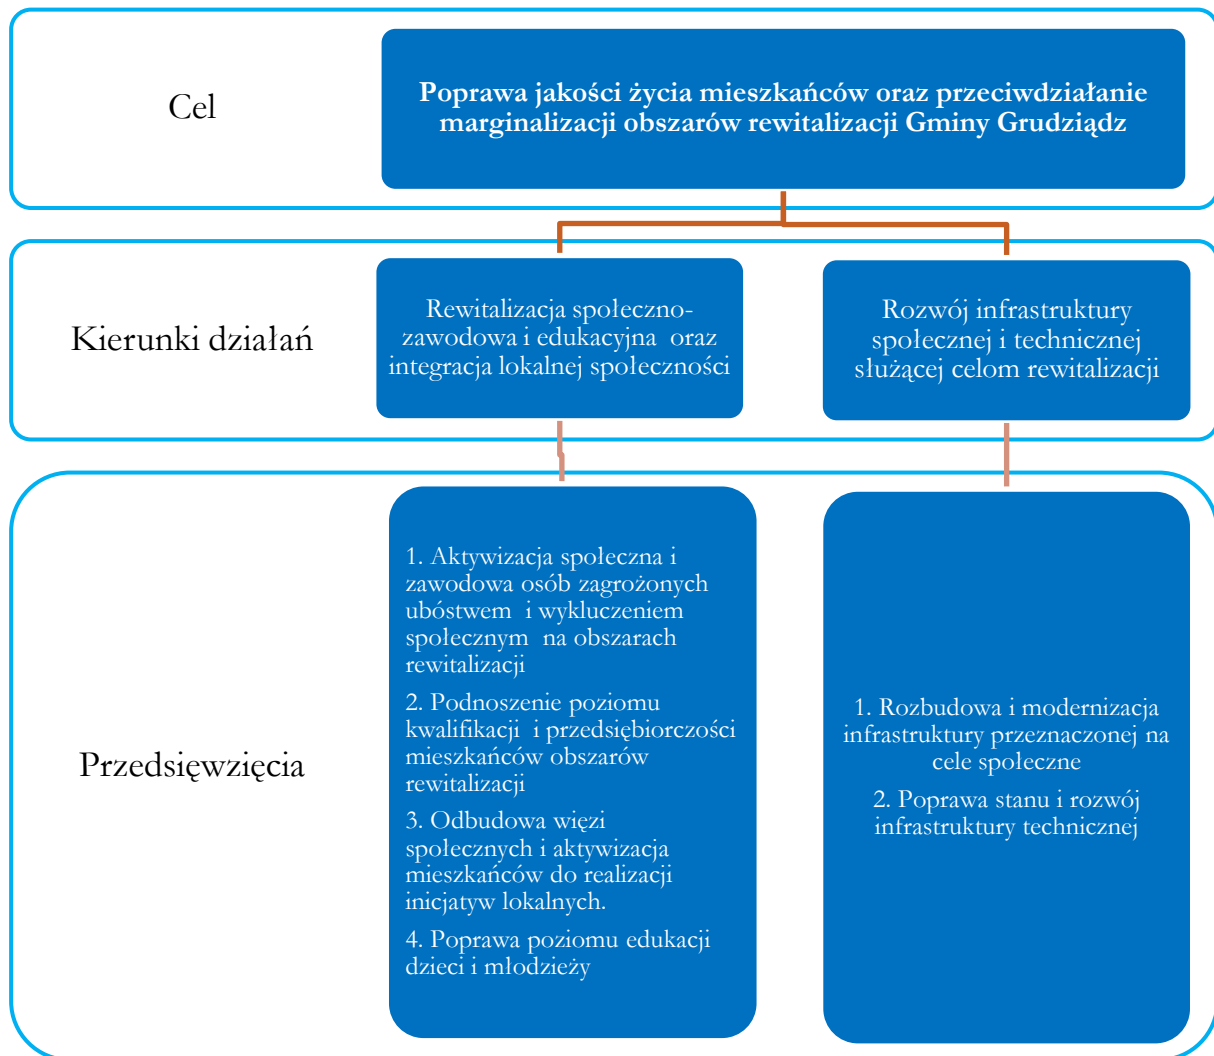 Cel
Poprawa jakości życia mieszkańców oraz przeciwdziałanie
marginalizacji obszarów rewitalizacji Gminy Grudziądz
Kierunki działań
Rewitalizacja społeczno-
zawodowa i edukacyjna oraz
integracja lokalnej społeczności
Rozwój infrastruktury
społecznej i technicznej
służącej celom rewitalizacji
Przedsięwzięcia
1. Aktywizacja społeczna i
zawodowa osób zagrożonych
ubóstwem i wykluczeniem
społecznym na obszarach
rewitalizacji
2. Podnoszenie poziomu
kwalifikacji i przedsiębiorczości
mieszkańców obszarów
rewitalizacji
3. Odbudowa więzi
społecznych i aktywizacja
mieszkańców do realizacji
inicjatyw lokalnych.
4. Poprawa poziomu edukacji
dzieci i młodzieży
1. Rozbudowa i modernizacja
infrastruktury przeznaczonej na
cele społeczne
2. Poprawa stanu i rozwój
infrastruktury technicznej